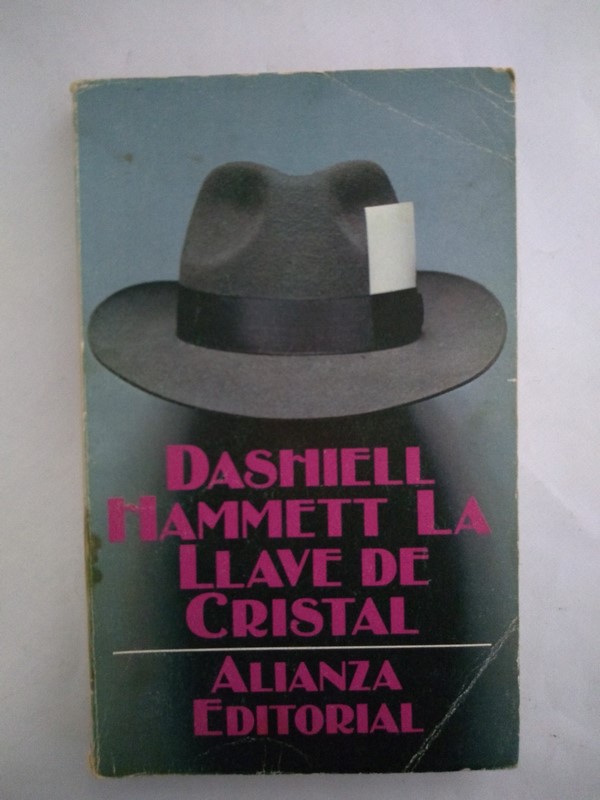 DASHIELL
HAMMETT LA
LLAVE DE
CRISTAL
ALIANZA
EDITORIAL